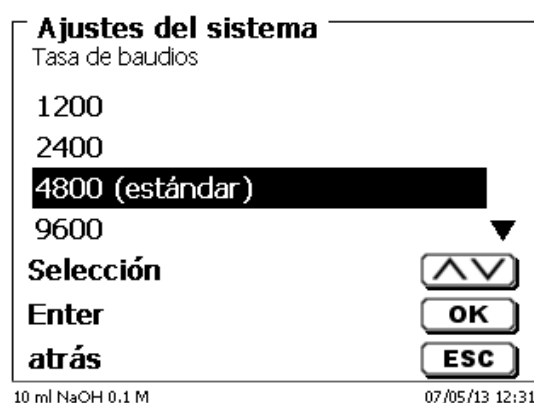 Ajustes del sistema
Tasa de baudios
1200
2400
4800 (estándar)
9600
Selección
Enter OK
atrás ESC
10 ml NaOH 0.1 M 07/05/13 12:31